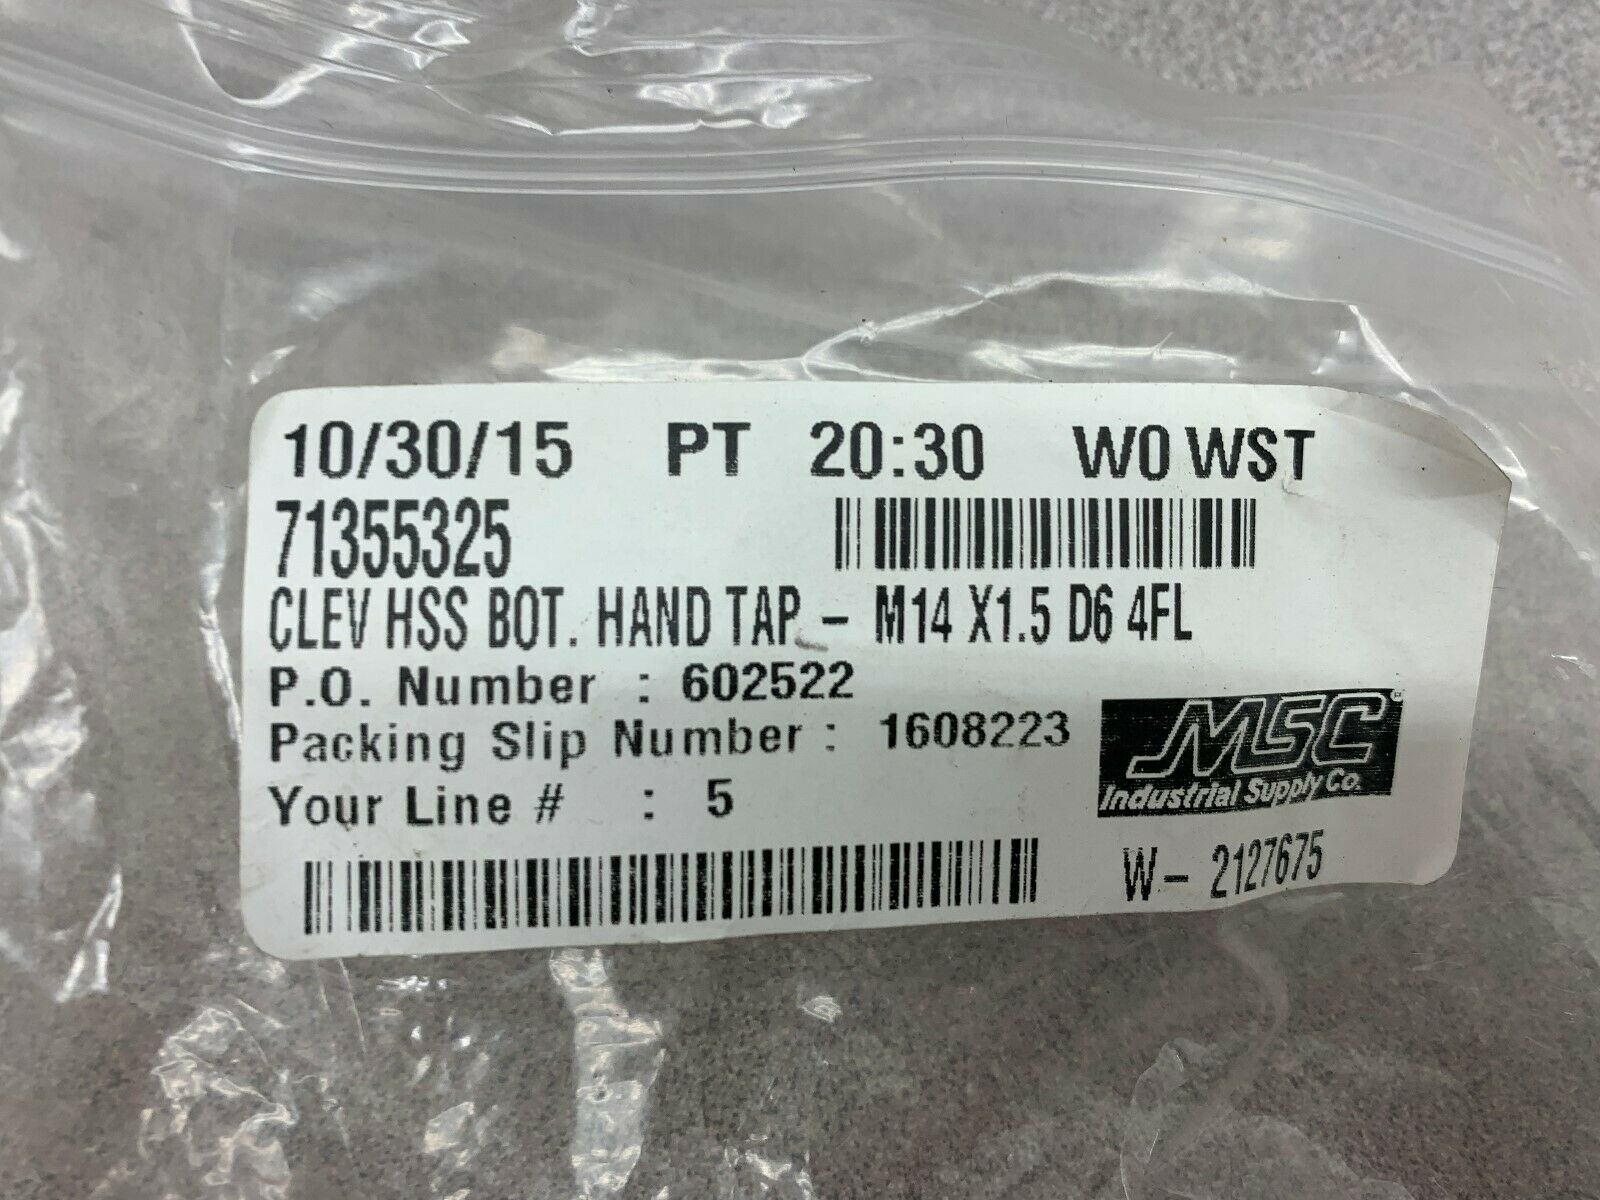 10/30/15 PT 20:30 W0 WST
71355325
CLEV HSS BOT. HAND TAP - M14 X1.5 D6 4FL
P.O. Number : 602522
Packing Slip Number : 1608223
Your Line # : 5
MSC
Industrial Supply Co.
W- 2127675